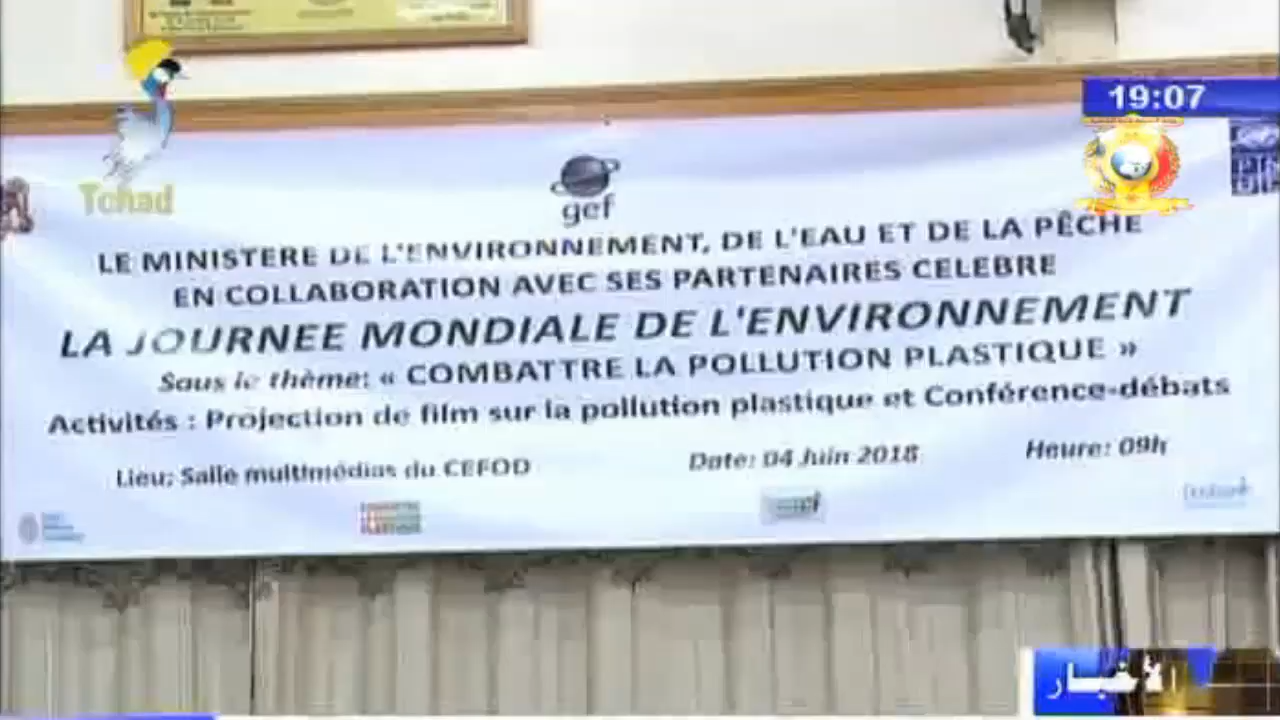 19:07
Tchad
gef
LE MINISTERE DE L'ENVIRONNEMENT, DE L'EAU ET DE LA PÊCHE
EN COLLABORATION AVEC SES PARTENAIRES CELEBRE
LA JOURNEE MONDIALE DE L'ENVIRONNEMENT
Sous le thème: « COMBATTRE LA POLLUTION PLASTIQUE »
Activités : Projection de film sur la pollution plastique et Conférence-débats
Lieu: Salle multimédias du CEFOD Date: 04 Juin 2018 Heure: 09h
الأخبار